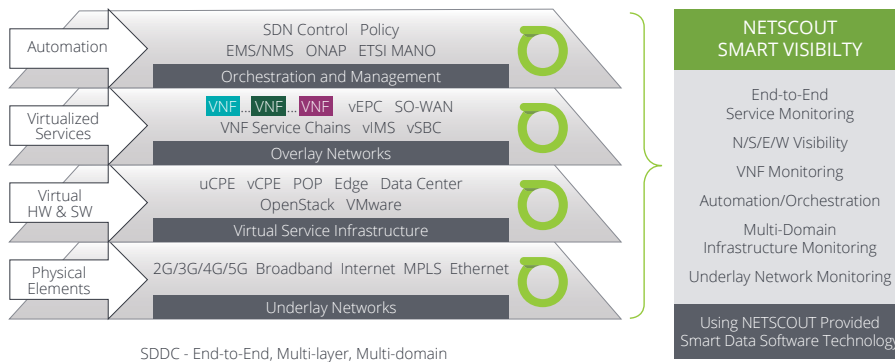 Automation
SDN Control Policy
EMS/NMS ONAP ETSI MANO
Orchestration and Management
Virtualized
Services
VNF...VNF...VNF vEPC SO-WAN
VNF Service Chains vIMS vSBC
Overlay Networks
Virtual
HW & SW
uCPE vCPE POP Edge Data Center
OpenStack VMware
Virtual Service Infrastructure
Physical
Elements
2G/3G/4G/5G Broadband Internet MPLS Ethernet
Underlay Networks
SDDC - End-to-End, Multi-layer, Multi-domain
NETSCOUT
SMART VISIBILTY
End-to-End
Service Monitoring
N/S/E/W Visibility
VNF Monitoring
Automation/Orchestration
Multi-Domain
Infrastructure Monitoring
Underlay Network Monitoring
Using NETSCOUT Provided
Smart Data Software Technology